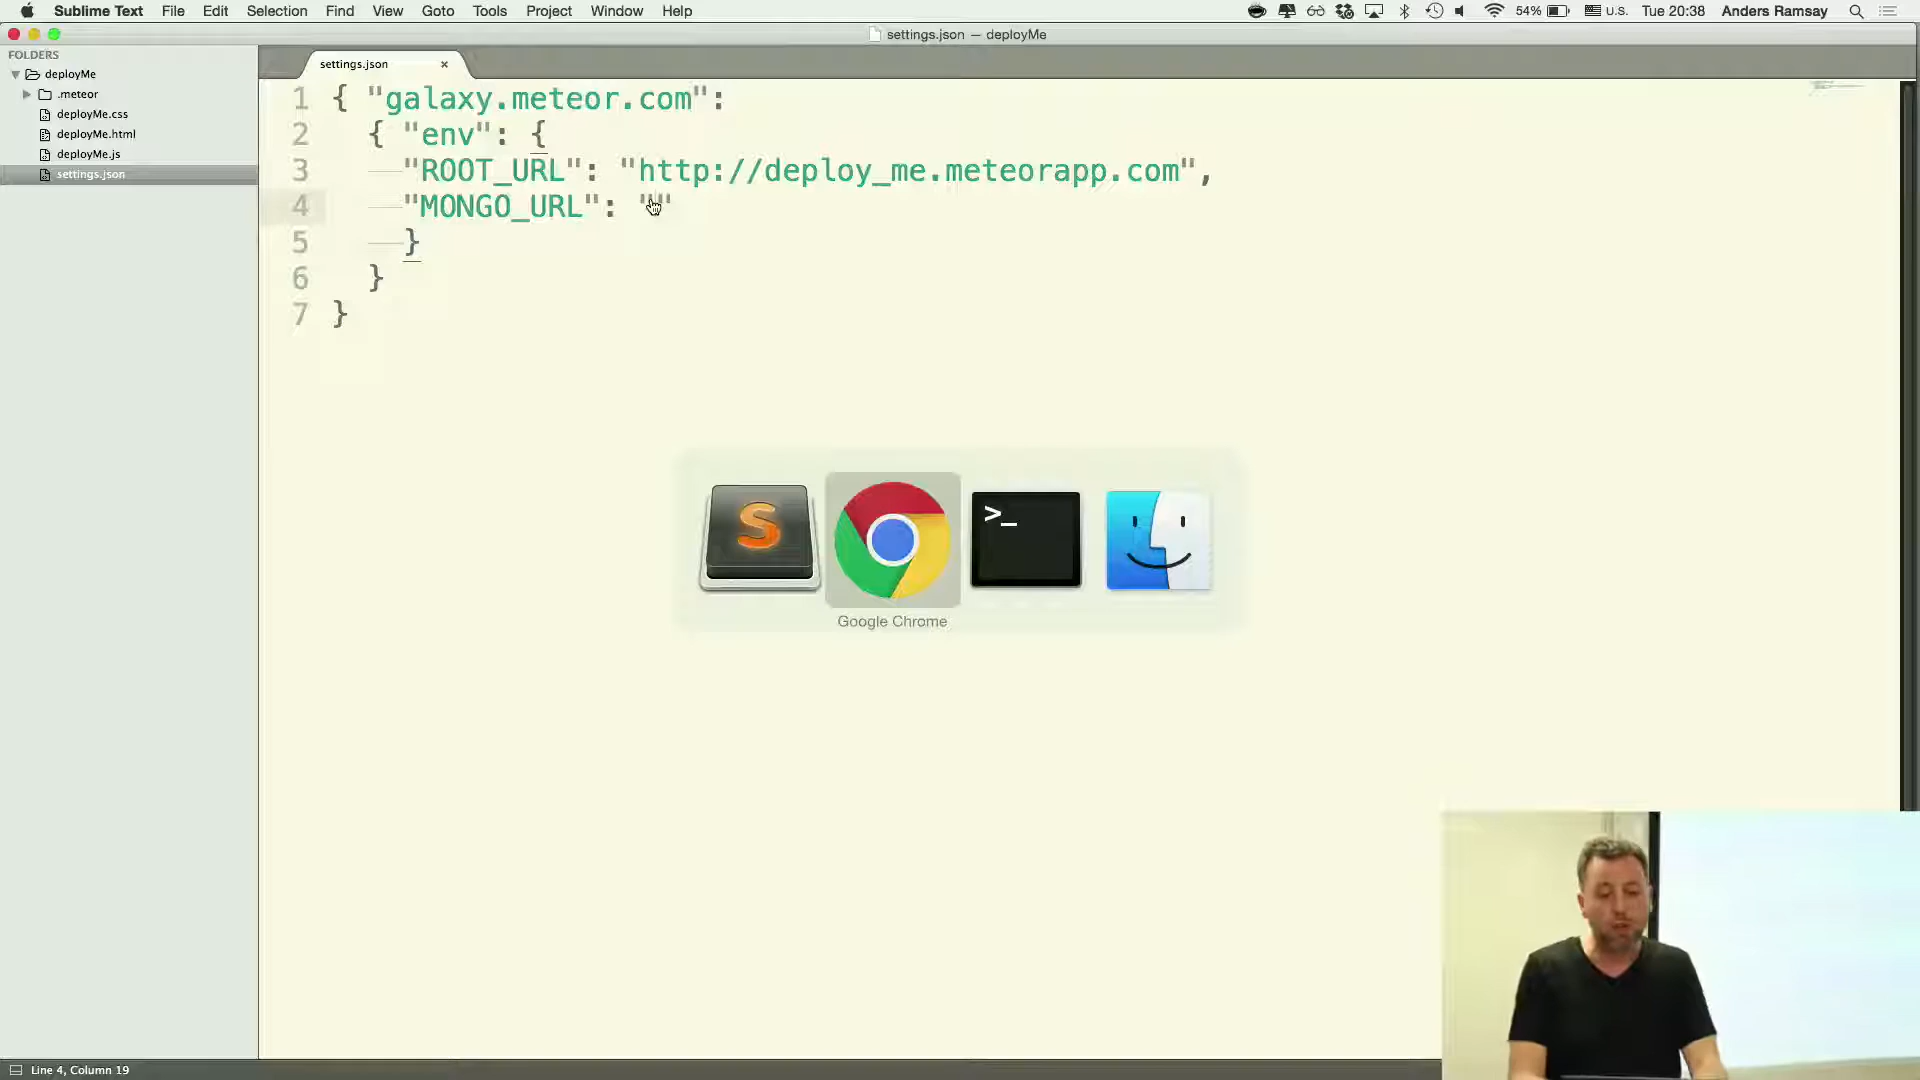 Sublime Text File Edit Selection Find View Goto Tools Project Window Help 54% U.S. Tue 20:38 Anders Ramsay
settings.json — deployMe
FOLDERS
deployMe
.meteor
deployMe.css
deployMe.html
deployMe.js
settings.json
settings.json ×
1 { "galaxy.meteor.com":
2 { "env": {
3 "ROOT_URL": "http://deploy_me.meteorapp.com",
4 "MONGO_URL": ""
5 }
6 }
7 }
S
>_
Google Chrome
Line 4, Column 19